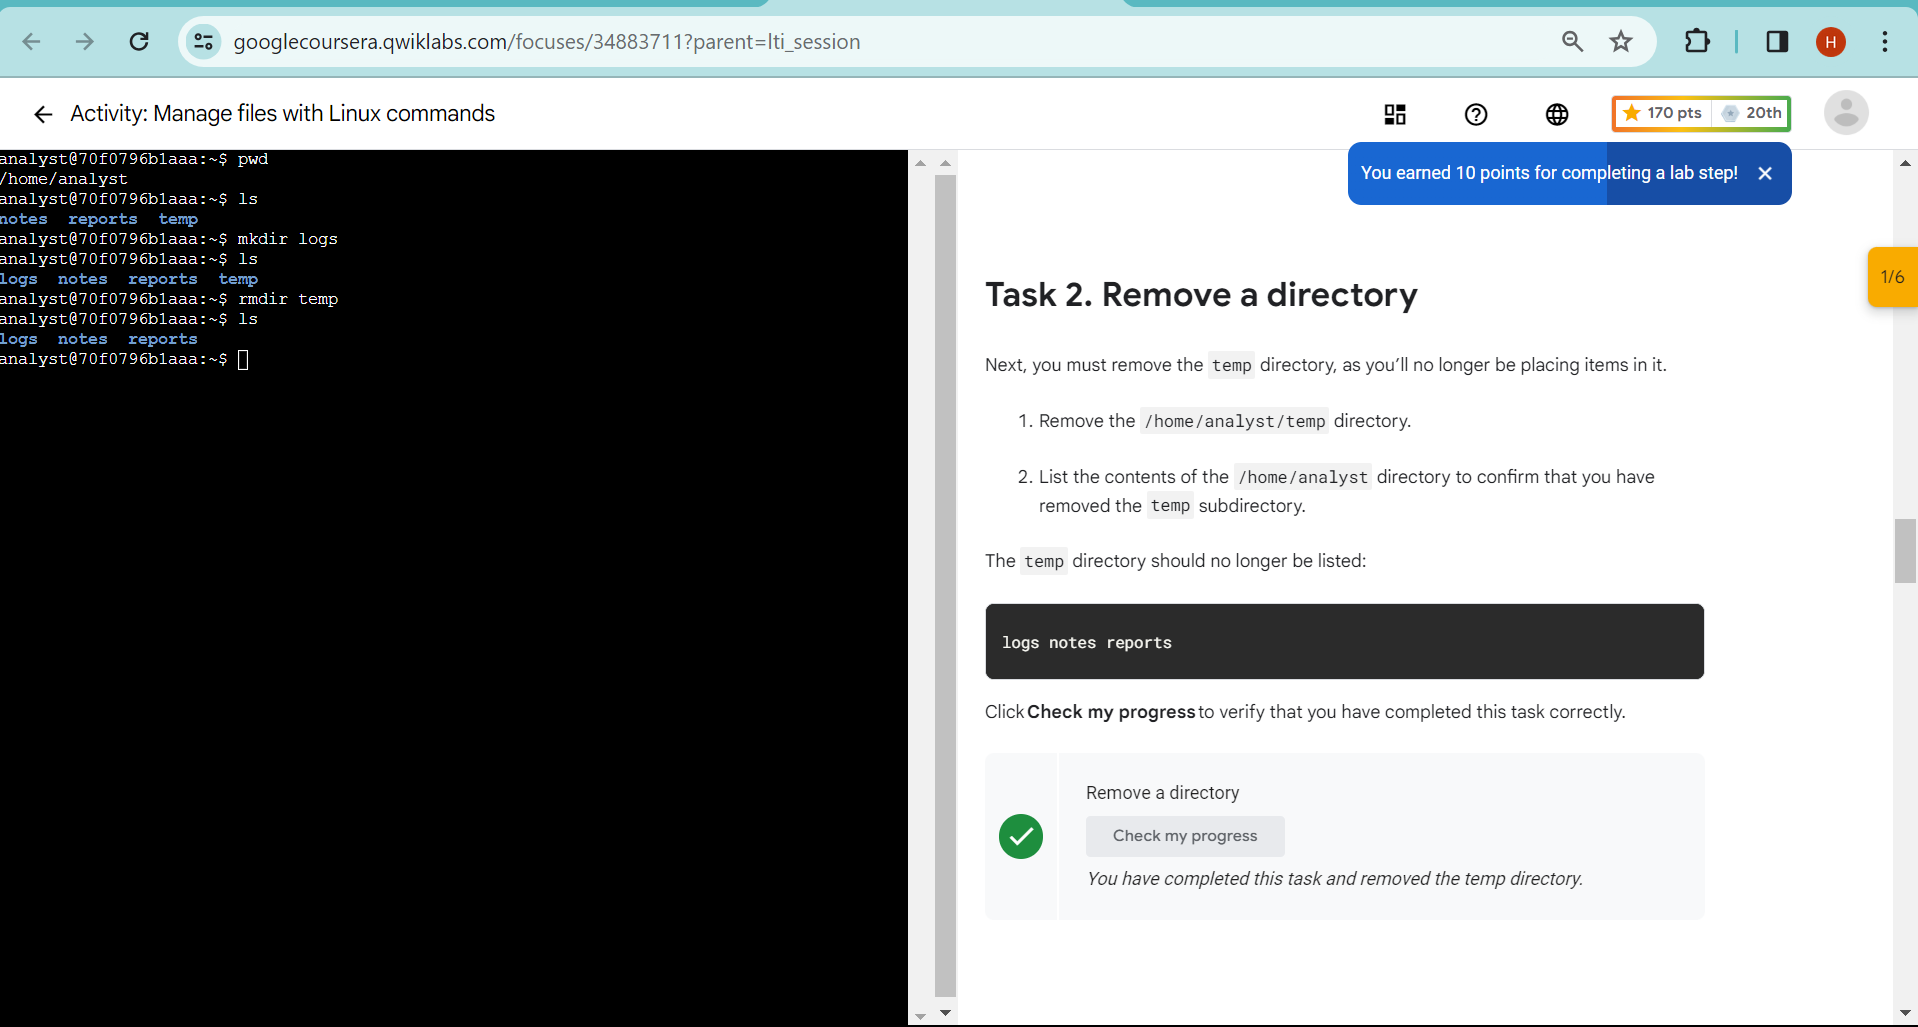 googlecoursera.qwiklabs.com/focuses/34883711?parent=lti_session
H
Activity: Manage files with Linux commands
170 pts
20th
You earned 10 points for completing a lab step!
1/6
analyst@70f0796b1aaa:~$ pwd
/home/analyst
analyst@70f0796b1aaa:~$ ls
notes reports temp
analyst@70f0796b1aaa:~$ mkdir logs
analyst@70f0796b1aaa:~$ ls
logs notes reports temp
analyst@70f0796b1aaa:~$ rmdir temp
analyst@70f0796b1aaa:~$ ls
logs notes reports
analyst@70f0796b1aaa:~$
Task 2. Remove a directory
Next, you must remove the temp directory, as you’ll no longer be placing items in it.
1. Remove the /home/analyst/temp directory.
2. List the contents of the /home/analyst directory to confirm that you have
removed the temp subdirectory.
The temp directory should no longer be listed:
logs notes reports
Click Check my progress to verify that you have completed this task correctly.
Remove a directory
Check my progress
You have completed this task and removed the temp directory.